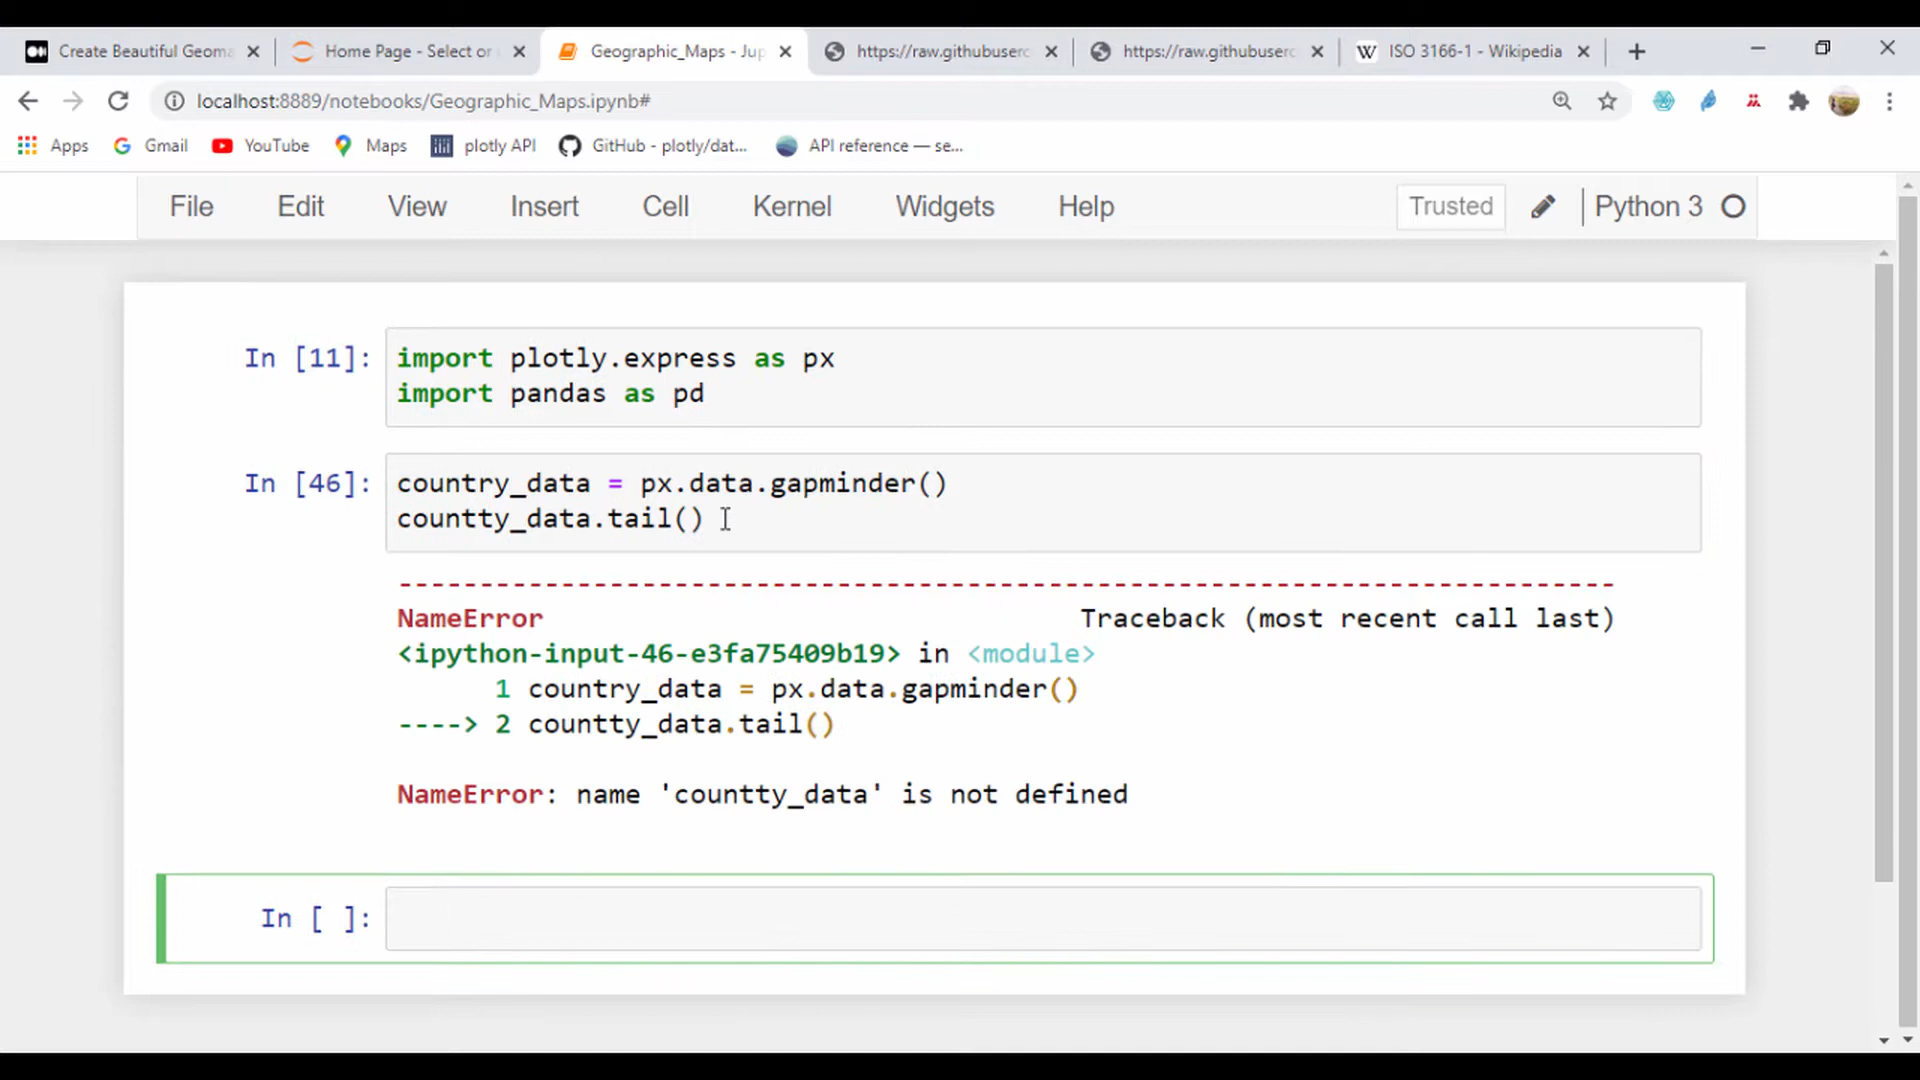 Create Beautiful Geoma
Home Page - Select or
Geographic_Maps - Jup
https://raw.githubuserc
https://raw.githubuserc
ISO 3166-1 - Wikipedia
localhost:8889/notebooks/Geographic_Maps.ipynb#
Apps Gmail YouTube Maps plotly API GitHub - plotly/dat... API reference — se...
File Edit View Insert Cell Kernel Widgets Help Trusted Python 3
In [11]: import plotly.express as px
import pandas as pd
In [46]: country_data = px.data.gapminder()
countty_data.tail()
---------------------------------------------------------------------------
NameError Traceback (most recent call last)
<ipython-input-46-e3fa75409b19> in <module>
1 country_data = px.data.gapminder()
----> 2 countty_data.tail()
NameError: name 'countty_data' is not defined
In [ ]: